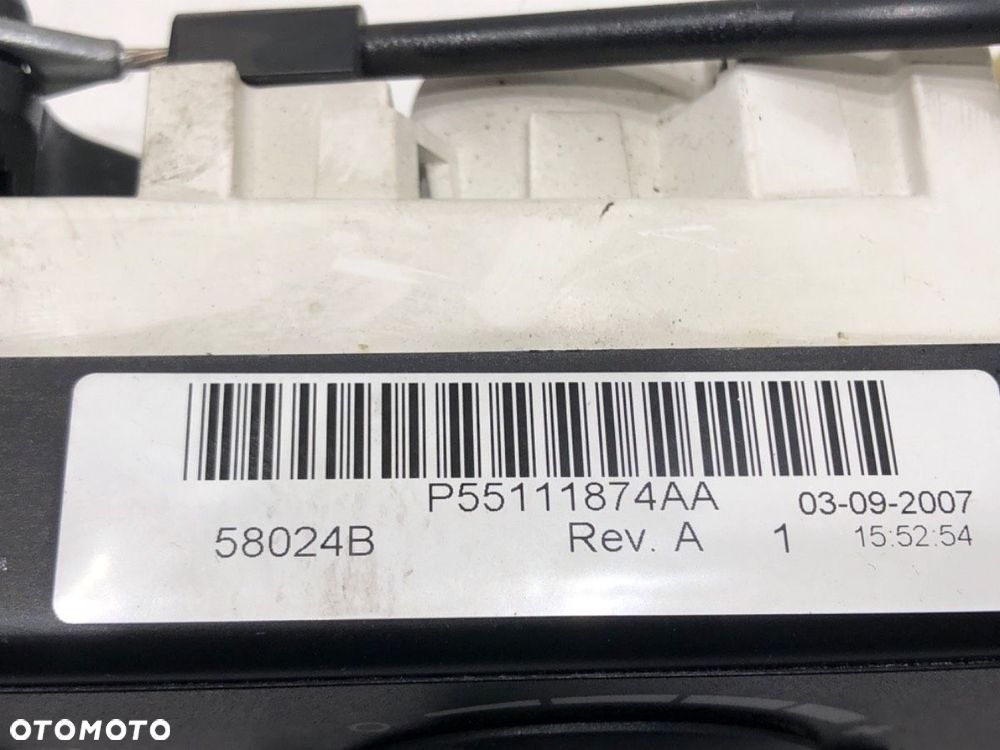 P55111874AA
03-09-2007
58024B
Rev. A
1
15:52:54
OTOMOTO